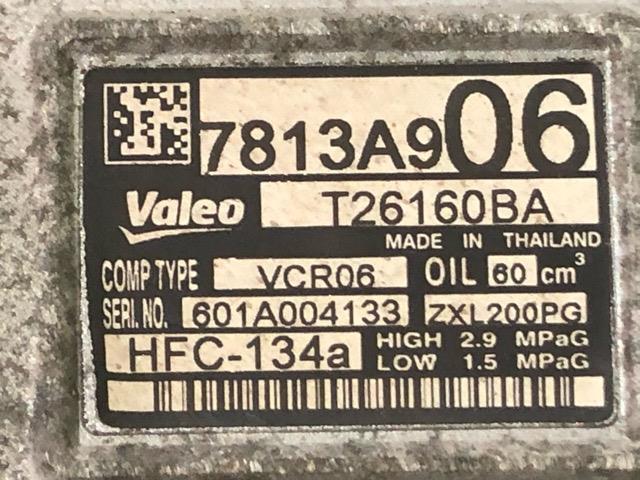 7813A906
Valeo T26160BA
MADE IN THAILAND
COMP TYPE VCR06 OIL 60 cm³
SERI. NO. 601A004133 ZXL200PG
HFC-134a HIGH 2.9 MPaG
LOW 1.5 MPaG